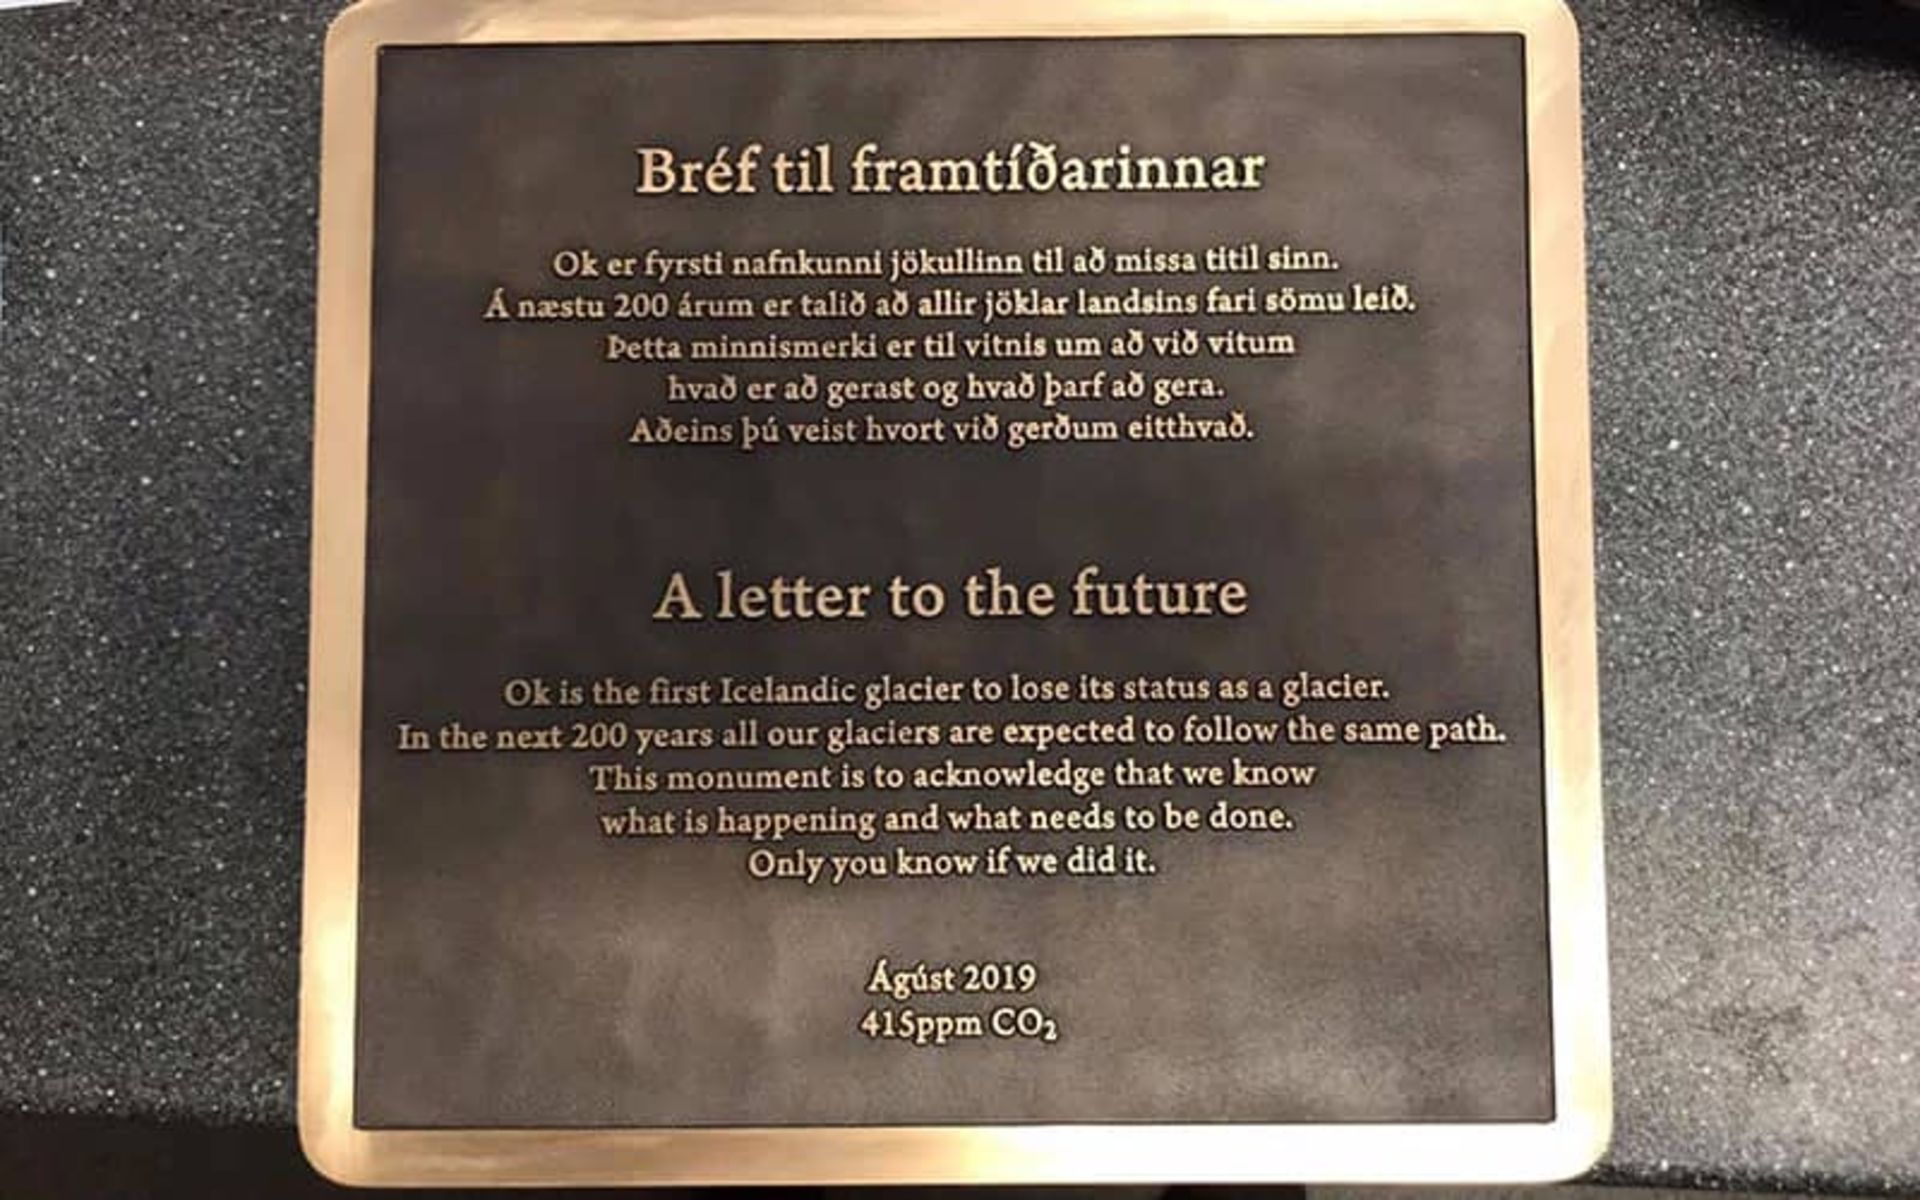 Bréf til framtíðarinnar
Ok er fyrsti nafnkunni jökullinn til að missa titil sinn.
Á næstu 200 árum er talið að allir jöklar landsins fari sömu leið.
Þetta minnismerki er til vitnis um að við vitum
hvað er að gerast og hvað þarf að gera.
Aðeins þú veist hvort við gerðum eitthvað.
A letter to the future
Ok is the first Icelandic glacier to lose its status as a glacier.
In the next 200 years all our glaciers are expected to follow the same path.
This monument is to acknowledge that we know
what is happening and what needs to be done.
Only you know if we did it.
Ágúst 2019
415ppm CO₂